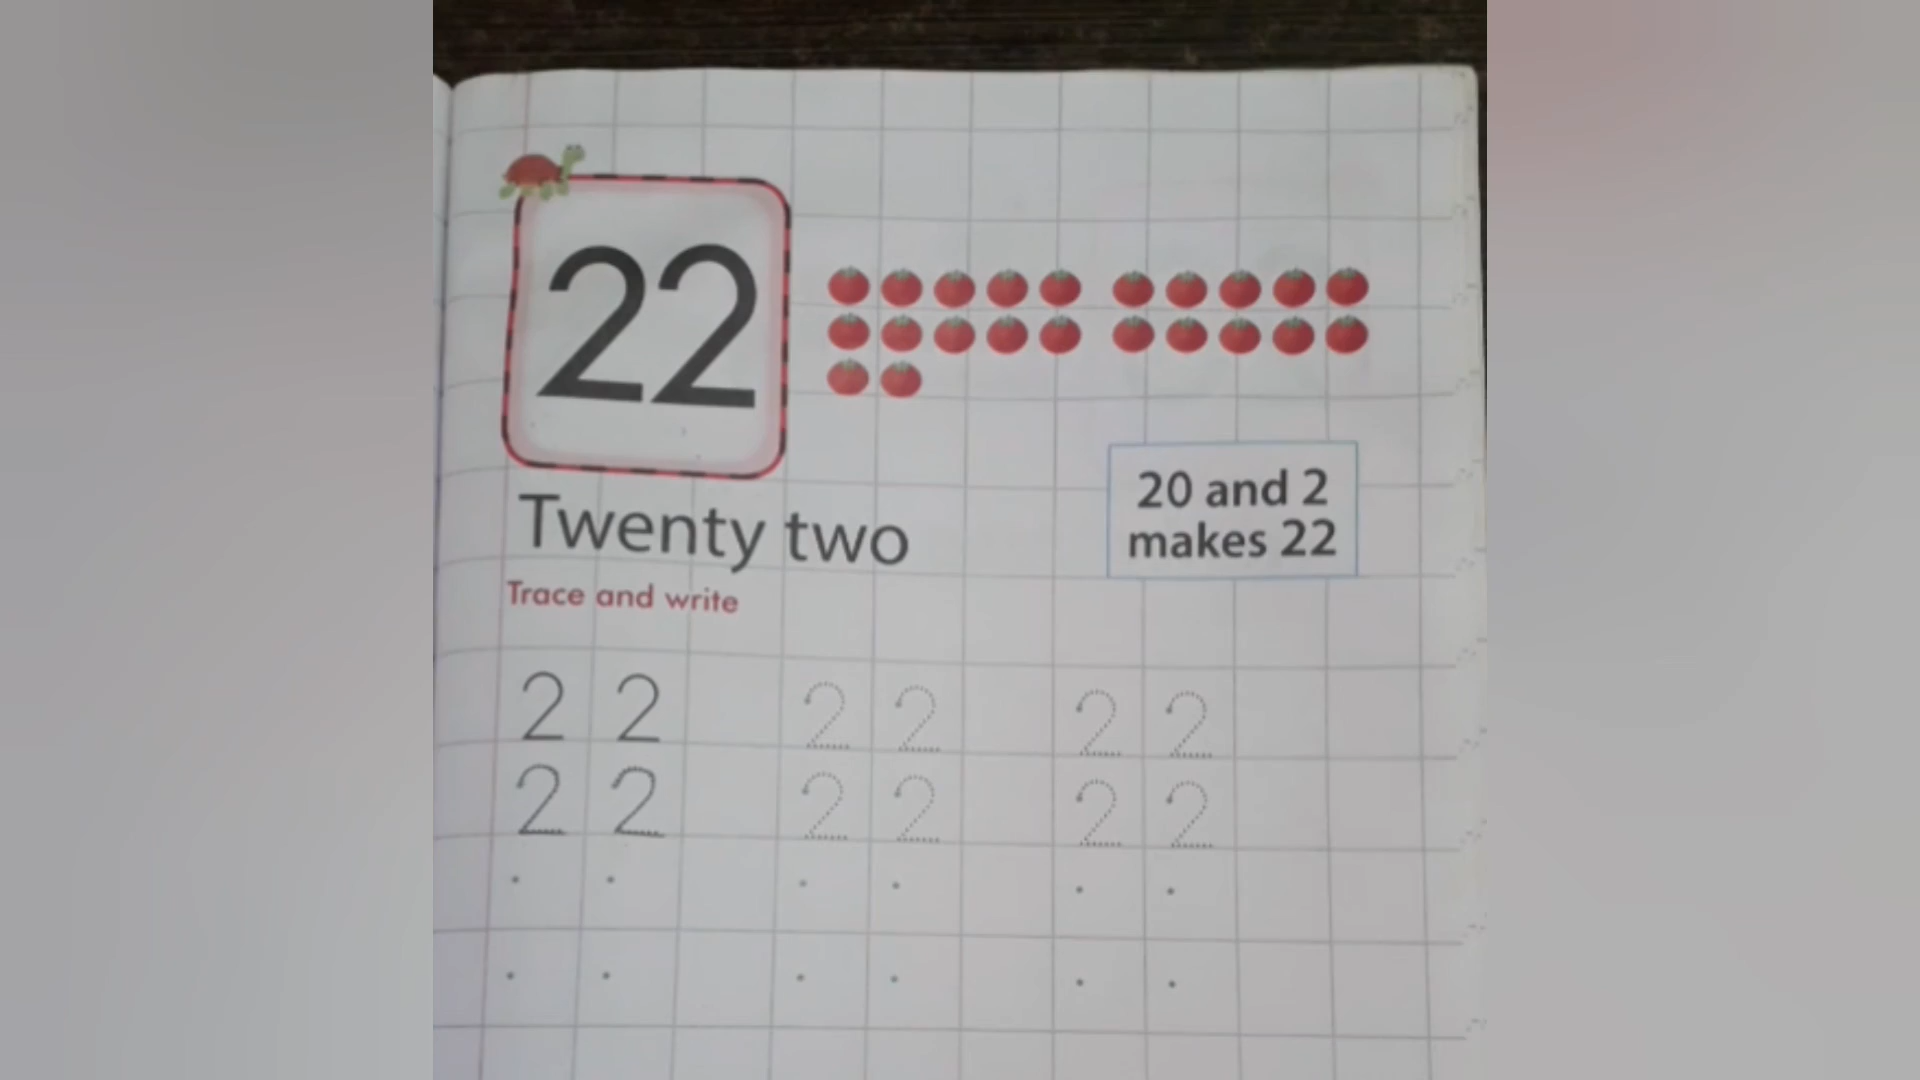 22
Twenty two
20 and 2
makes 22
Trace and write
2 2 2 2 2 2
2 2 2 2 2 2